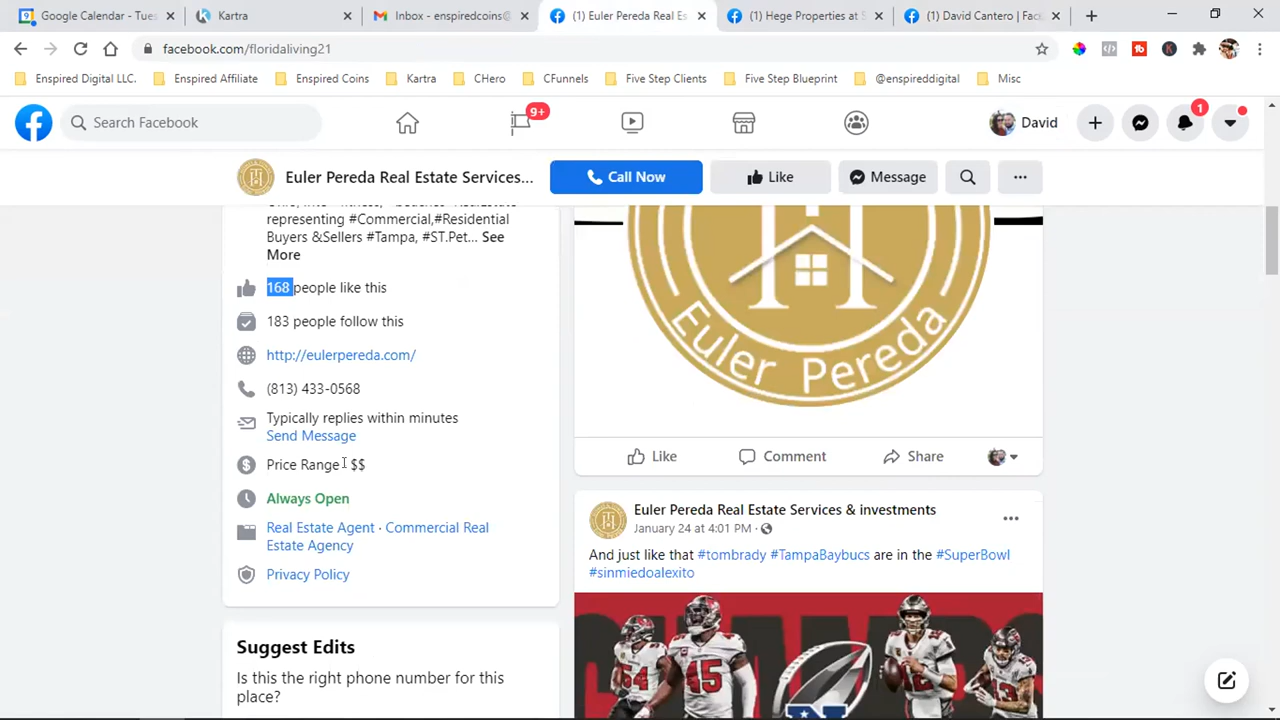 Google Calendar - Tues
Kartra
Inbox - enspiredcoins@
(1) Euler Pereda Real Es
(1) Hege Properties at S
(1) David Cantero | Fac
facebook.com/floridaliving21
Enspired Digital LLC.
Enspired Affiliate
Enspired Coins
Kartra
CHero
CFunnels
Five Step Clients
Five Step Blueprint
@enspireddigital
Misc
Search Facebook
9+
David
1
Euler Pereda Real Estate Services...
Call Now
Like
Message
representing #Commercial,#Residential
Buyers &Sellers #Tampa, #ST.Pet... See
More
168 people like this
183 people follow this
http://eulerpereda.com/
(813) 433-0568
Typically replies within minutes
Send Message
Price Range · $$
Always Open
Real Estate Agent · Commercial Real
Estate Agency
Privacy Policy
Suggest Edits
Is this the right phone number for this
place?
Euler Pereda
Like
Comment
Share
Euler Pereda Real Estate Services & investments
January 24 at 4:01 PM ·
And just like that #tombrady #TampaBaybucs are in the #SuperBowl
#sinmiedoalexito
54
45
12
13